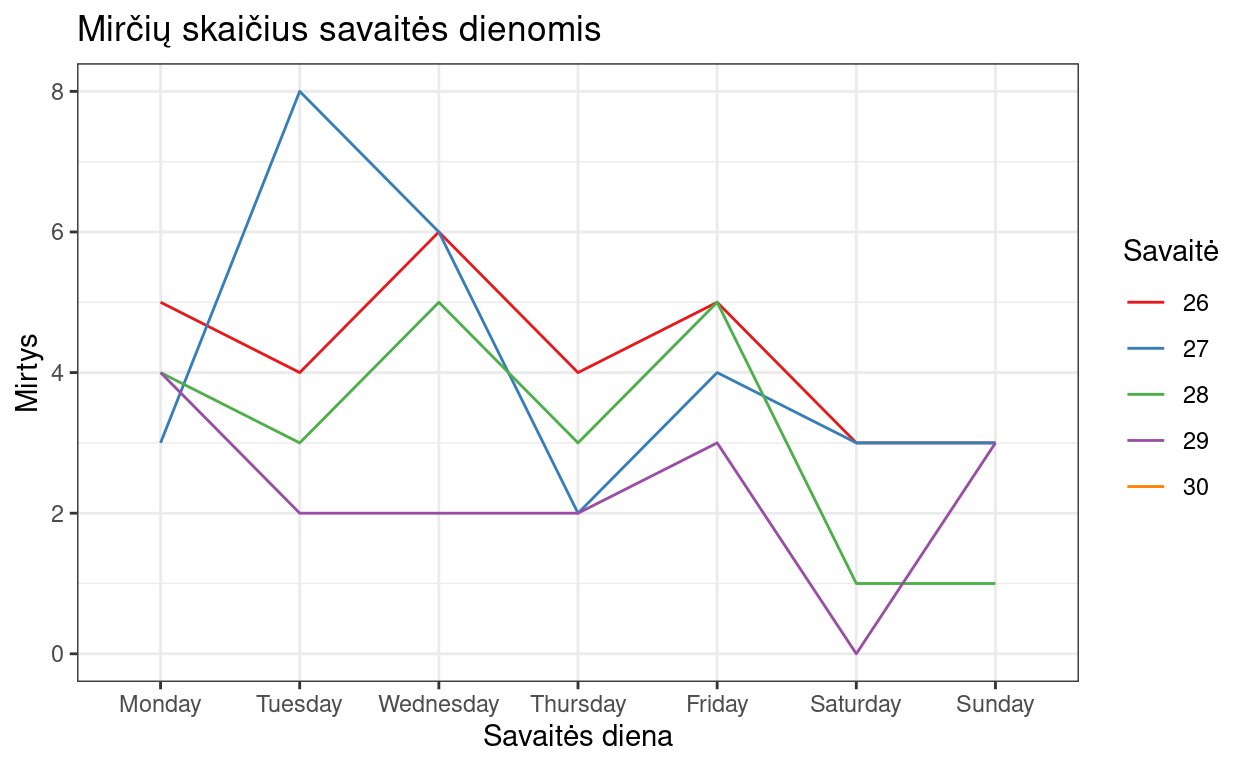 Mirčių skaičius savaitės dienomis
8
6
4
2
0
Mirtys
Monday
Tuesday
Wednesday
Thursday
Friday
Saturday
Sunday
Savaitės diena
Savaitė
26
27
28
29
30